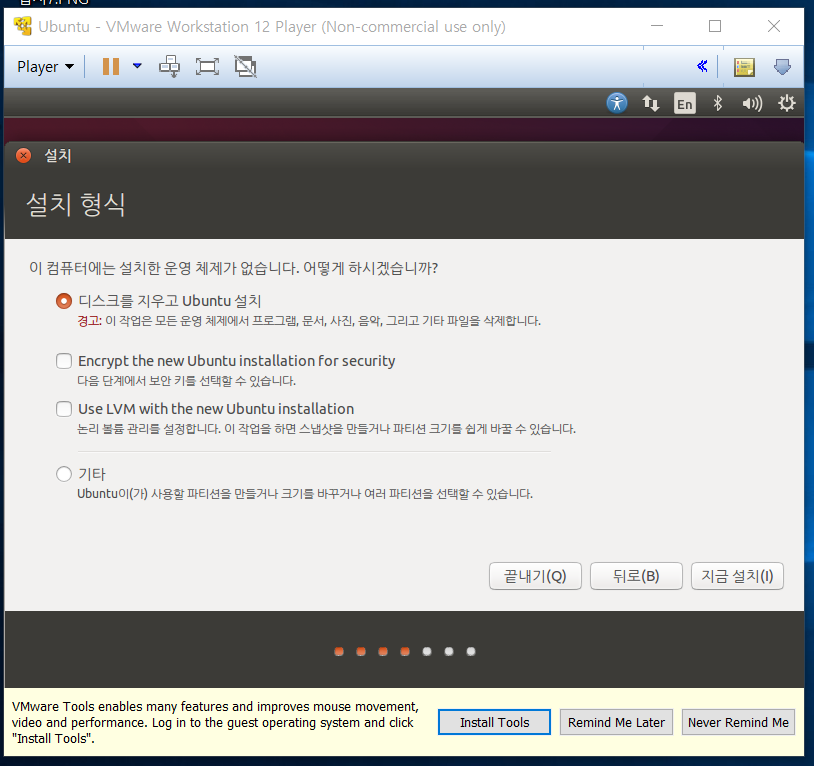 Ubuntu - VMware Workstation 12 Player (Non-commercial use only)
Player
En
설치
설치 형식
이 컴퓨터에는 설치한 운영 체제가 없습니다. 어떻게 하시겠습니까?
디스크를 지우고 Ubuntu 설치
경고: 이 작업은 모든 운영 체제에서 프로그램, 문서, 사진, 음악, 그리고 기타 파일을 삭제합니다.
Encrypt the new Ubuntu installation for security
다음 단계에서 보안 키를 선택할 수 있습니다.
Use LVM with the new Ubuntu installation
논리 볼륨 관리를 설정합니다. 이 작업을 하면 스냅샷을 만들거나 파티션 크기를 쉽게 바꿀 수 있습니다.
기타
Ubuntu이(가) 사용할 파티션을 만들거나 크기를 바꾸거나 여러 파티션을 선택할 수 있습니다.
끝내기(Q) 뒤로(B) 지금 설치(I)
VMware Tools enables many features and improves mouse movement,
video and performance. Log in to the guest operating system and click
"Install Tools".
Install Tools Remind Me Later Never Remind Me